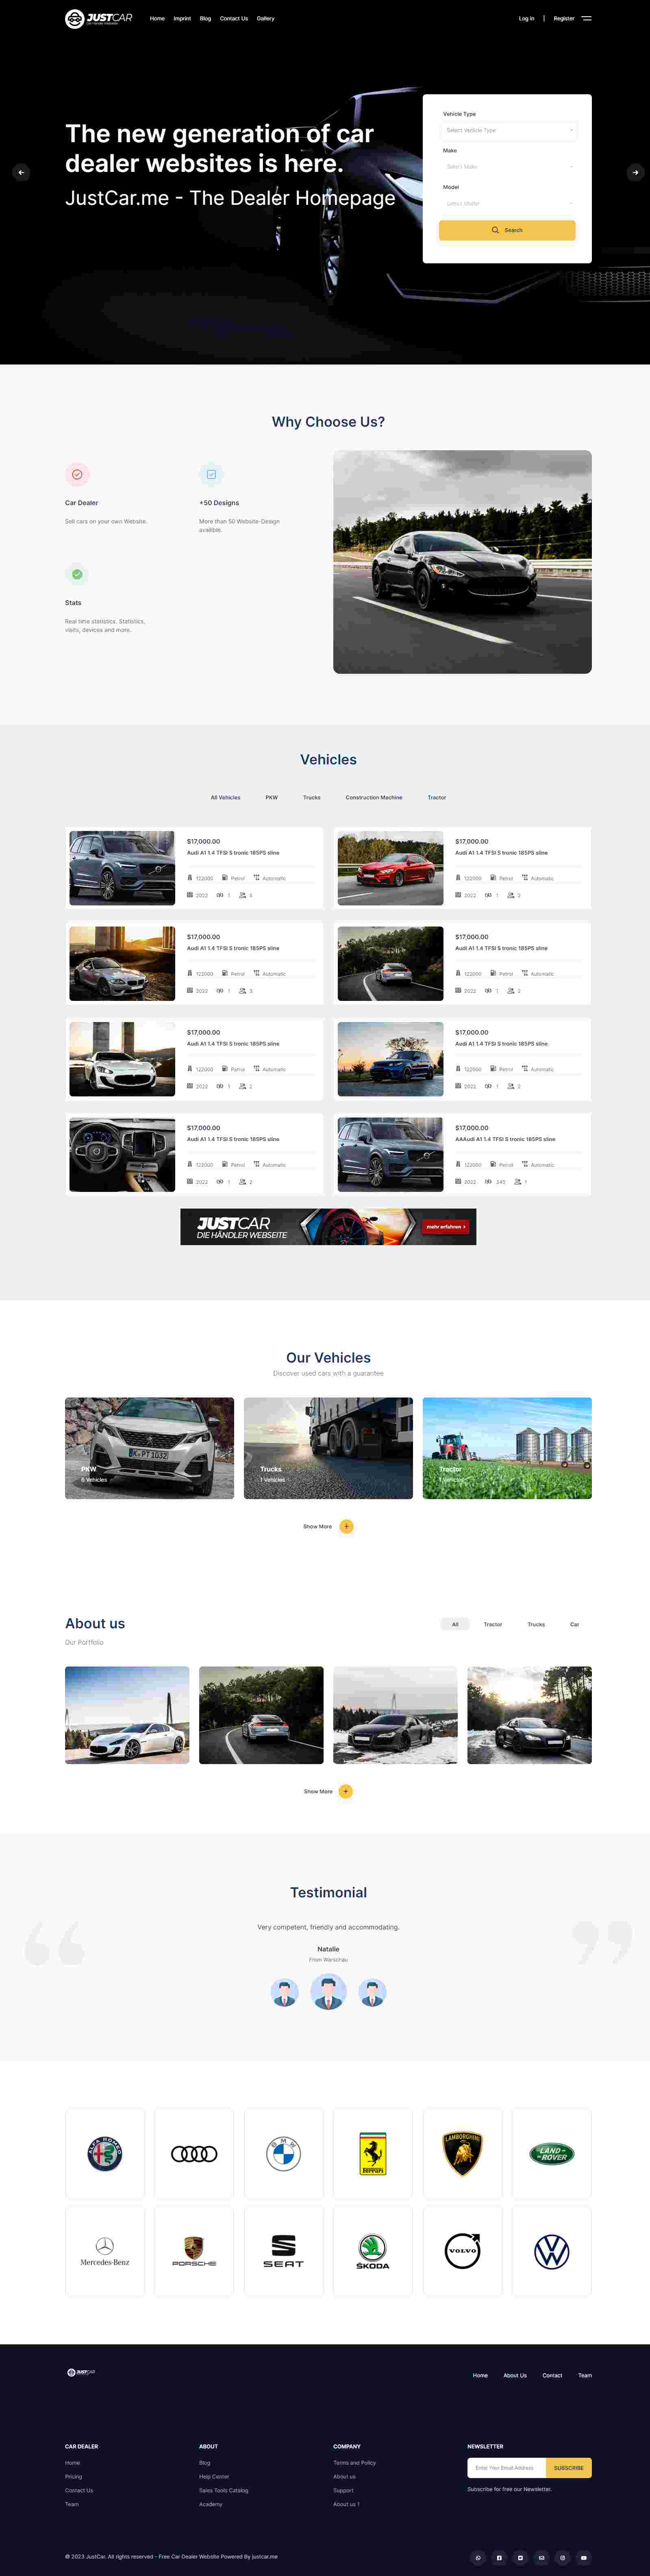 JUSTCAR
Home Imprint Blog Contact Us Gallery
Log in | Register
The new generation of car
dealer websites is here.
JustCar.me - The Dealer Homepage
Vehicle Type
Select Vehicle Type
Make
Select Make
Model
Select Model
Search
Why Choose Us?
Car Dealer
Sell cars on your own Website.
+50 Designs
More than 50 Website-Design
avalible.
Stats
Real time statistics. Statistics,
visits, devices and more.
Vehicles
All Vehicles PKW Trucks Construction Machine Tractor
$17,000.00
Audi A1 1.4 TFSI S tronic 185PS sline
122000 Petrol Automatic
2022 1 6
$17,000.00
Audi A1 1.4 TFSI S tronic 185PS sline
122000 Petrol Automatic
2022 1 2
$17,000.00
Audi A1 1.4 TFSI S tronic 185PS sline
122000 Petrol Automatic
2022 1
$17,000.00
Audi A1 1.4 TFSI S tronic 185PS sline
122000 Petrol Automatic
2022 1 2
$17,000.00
Audi A1 1.4 TFSI S tronic 185PS sline
122000 Petrol Automatic
2022 1 2
$17,000.00
Audi A1 1.4 TFSI S tronic 185PS sline
122000 Petrol Automatic
2022 1 2
$17,000.00
Audi A1 1.4 TFSI S tronic 185PS sline
122000 Petrol Automatic
2022 1 2
$17,000.00
AAAudi A1 1.4 TFSI S tronic 185PS sline
122000 Petrol Automatic
2022 345 1
JUSTCAR
DIE HÄNDLER WEBSEITE
mehr erfahren
Our Vehicles
Discover used cars with a guarantee
PKW
6 Vehicles
Trucks
1 Vehicles
Tractor
1 Vehicles
Show More
About us
Our Portfolio
All Tractor Trucks Car
Show More
Testimonial
Very competent, friendly and accommodating.
Natalie
From Warschau
ALFA ROMEO
BMW
Ferrari
LAMBORGHINI
LAND ROVER
Mercedes-Benz
PORSCHE
SEAT
ŠKODA
VOLVO
JUSTCAR
Home About Us Contact Team
CAR DEALER
Home
Pricing
Contact Us
Team
ABOUT
Blog
Help Center
Sales Tools Catalog
Academy
COMPANY
Terms and Policy
About us
Support
About us 1
NEWSLETTER
Enter Your Email Address
SUBSCRIBE
Subscribe for free our Newsletter.
© 2023 JustCar. All rights reserved - Free Car Dealer Website Powered By justcar.me